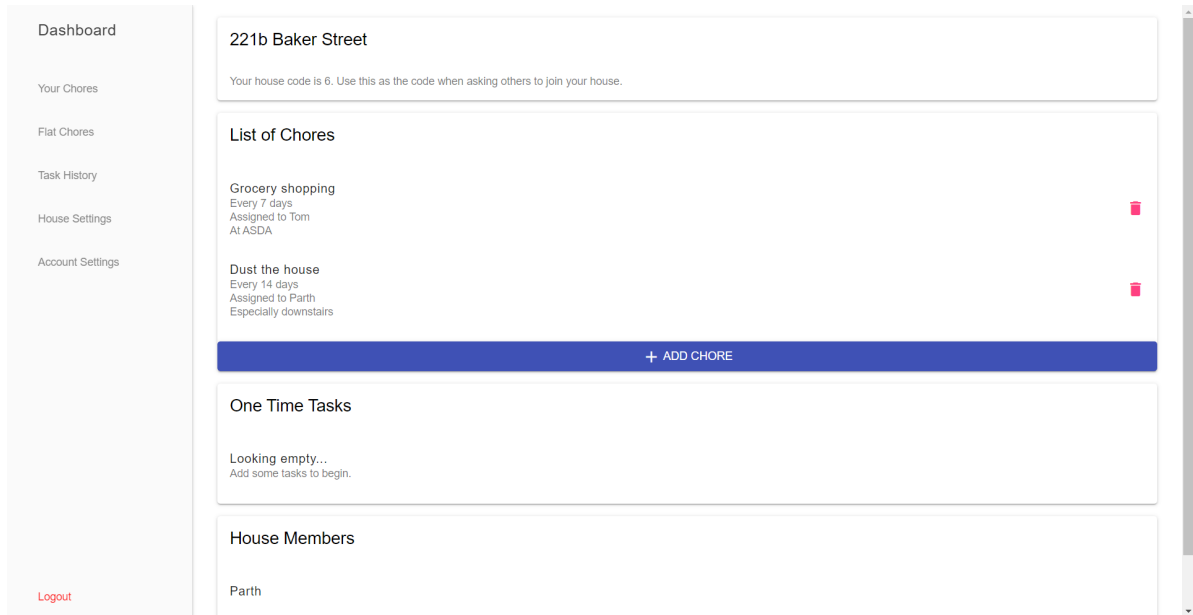 Dashboard
Your Chores
Flat Chores
Task History
House Settings
Account Settings
Logout
221b Baker Street
Your house code is 6. Use this as the code when asking others to join your house.
List of Chores
Grocery shopping
Every 7 days
Assigned to Tom
At ASDA
Dust the house
Every 14 days
Assigned to Parth
Especially downstairs
+ ADD CHORE
One Time Tasks
Looking empty...
Add some tasks to begin.
House Members
Parth